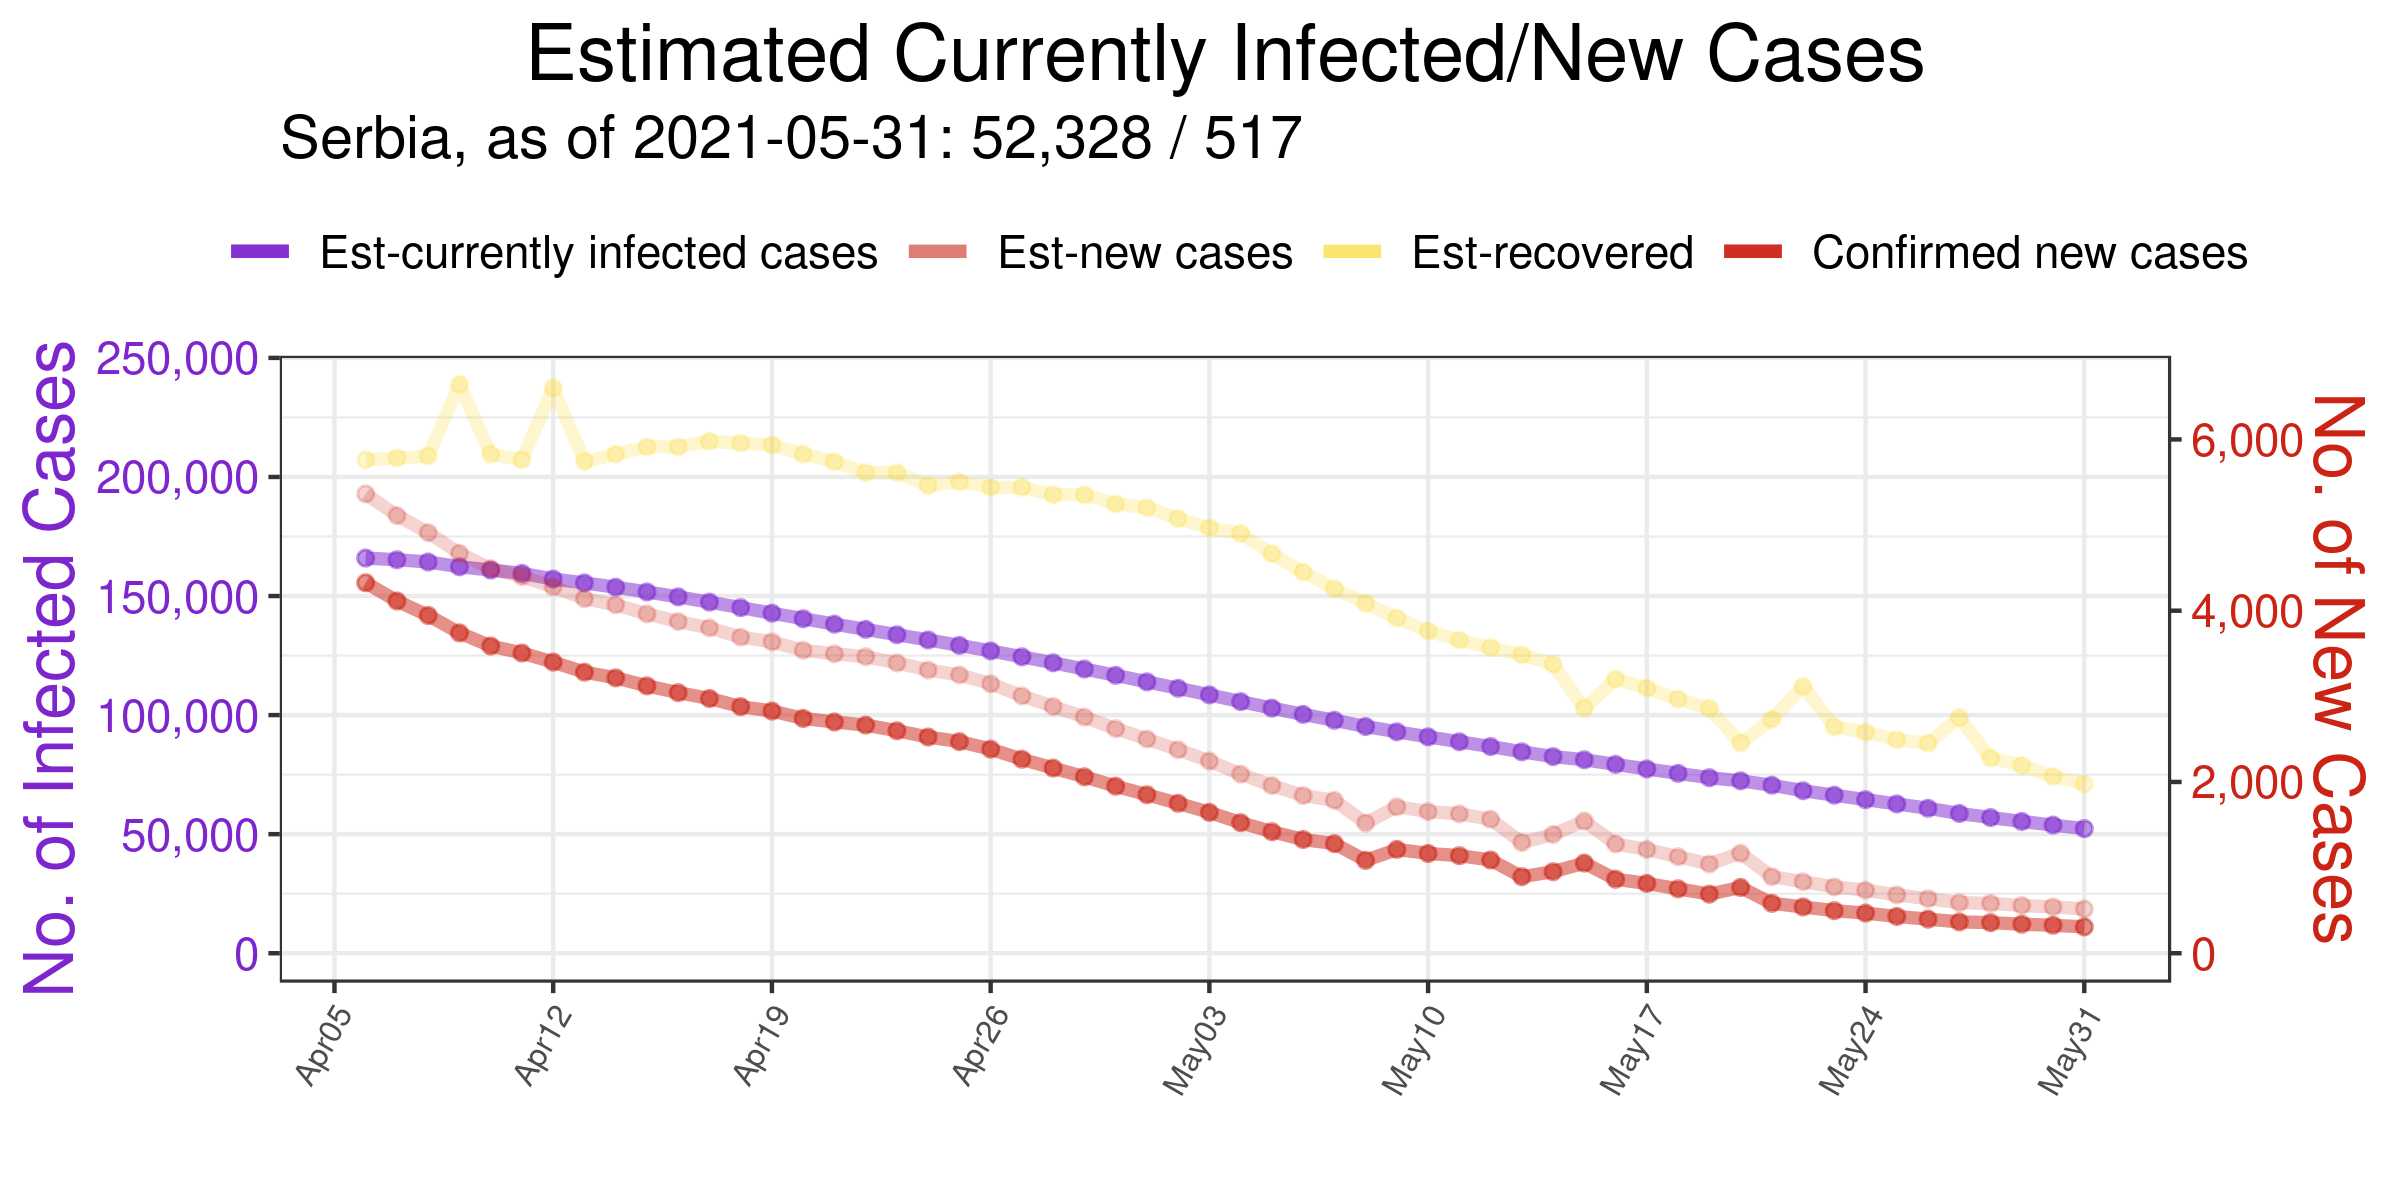 Estimated Currently Infected/New Cases
Serbia, as of 2021-05-31: 52,328 / 517
Est-currently infected cases Est-new cases Est-recovered Confirmed new cases
No. of Infected Cases
250,000
200,000
150,000
100,000
50,000
0
6,000
4,000
2,000
0
No. of New Cases
Apr05 Apr12 Apr19 Apr26 May03 May10 May17 May24 May31